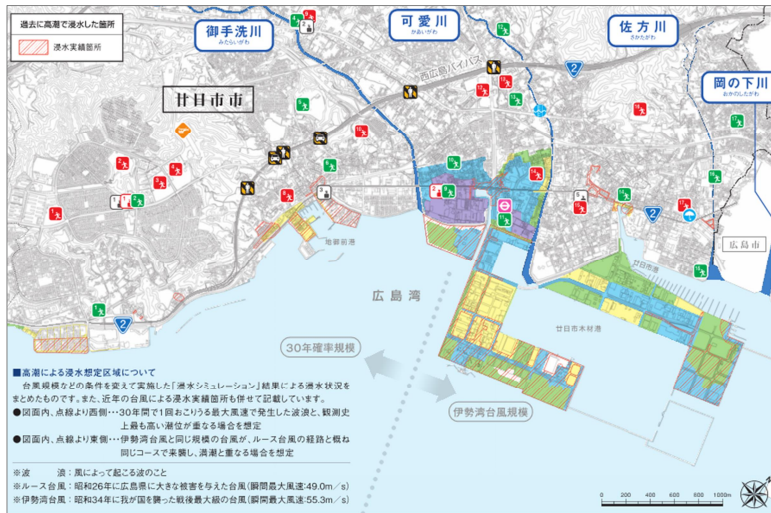 過去に高潮で浸水した箇所
浸水実績箇所
御手洗川
みたらいがわ
可愛川
かあいがわ
佐方川
さかたがわ
岡の下川
おかのしたがわ
西広島バイパス
2
廿日市市
2
広島市
地御前港
廿日市港
広島湾
廿日市木材港
2
30年確率規模
伊勢湾台風規模
■高潮による浸水想定区域について
台風規模などの条件を変えて実施した「浸水シミュレーション」結果による浸水状況を
まとめたものです。また、近年の台風による浸水実績箇所も併せて記載しています。
●図面内、点線より西側…30年間で1回おこりうる最大風速で発生した波浪と、観測史
上最も高い潮位が重なる場合を想定
●図面内、点線より東側…伊勢湾台風と同じ規模の台風が、ルース台風の経路と概ね
同じコースで来襲し、満潮と重なる場合を想定
※波　浪：風によって起こる波のこと
※ルース台風：昭和26年に広島県に大きな被害を与えた台風(瞬間最大風速:49.0m/s)
※伊勢湾台風：昭和34年に我が国を襲った戦後最大級の台風(瞬間最大風速:55.3m/s)
0 200 400 600 800 1000m